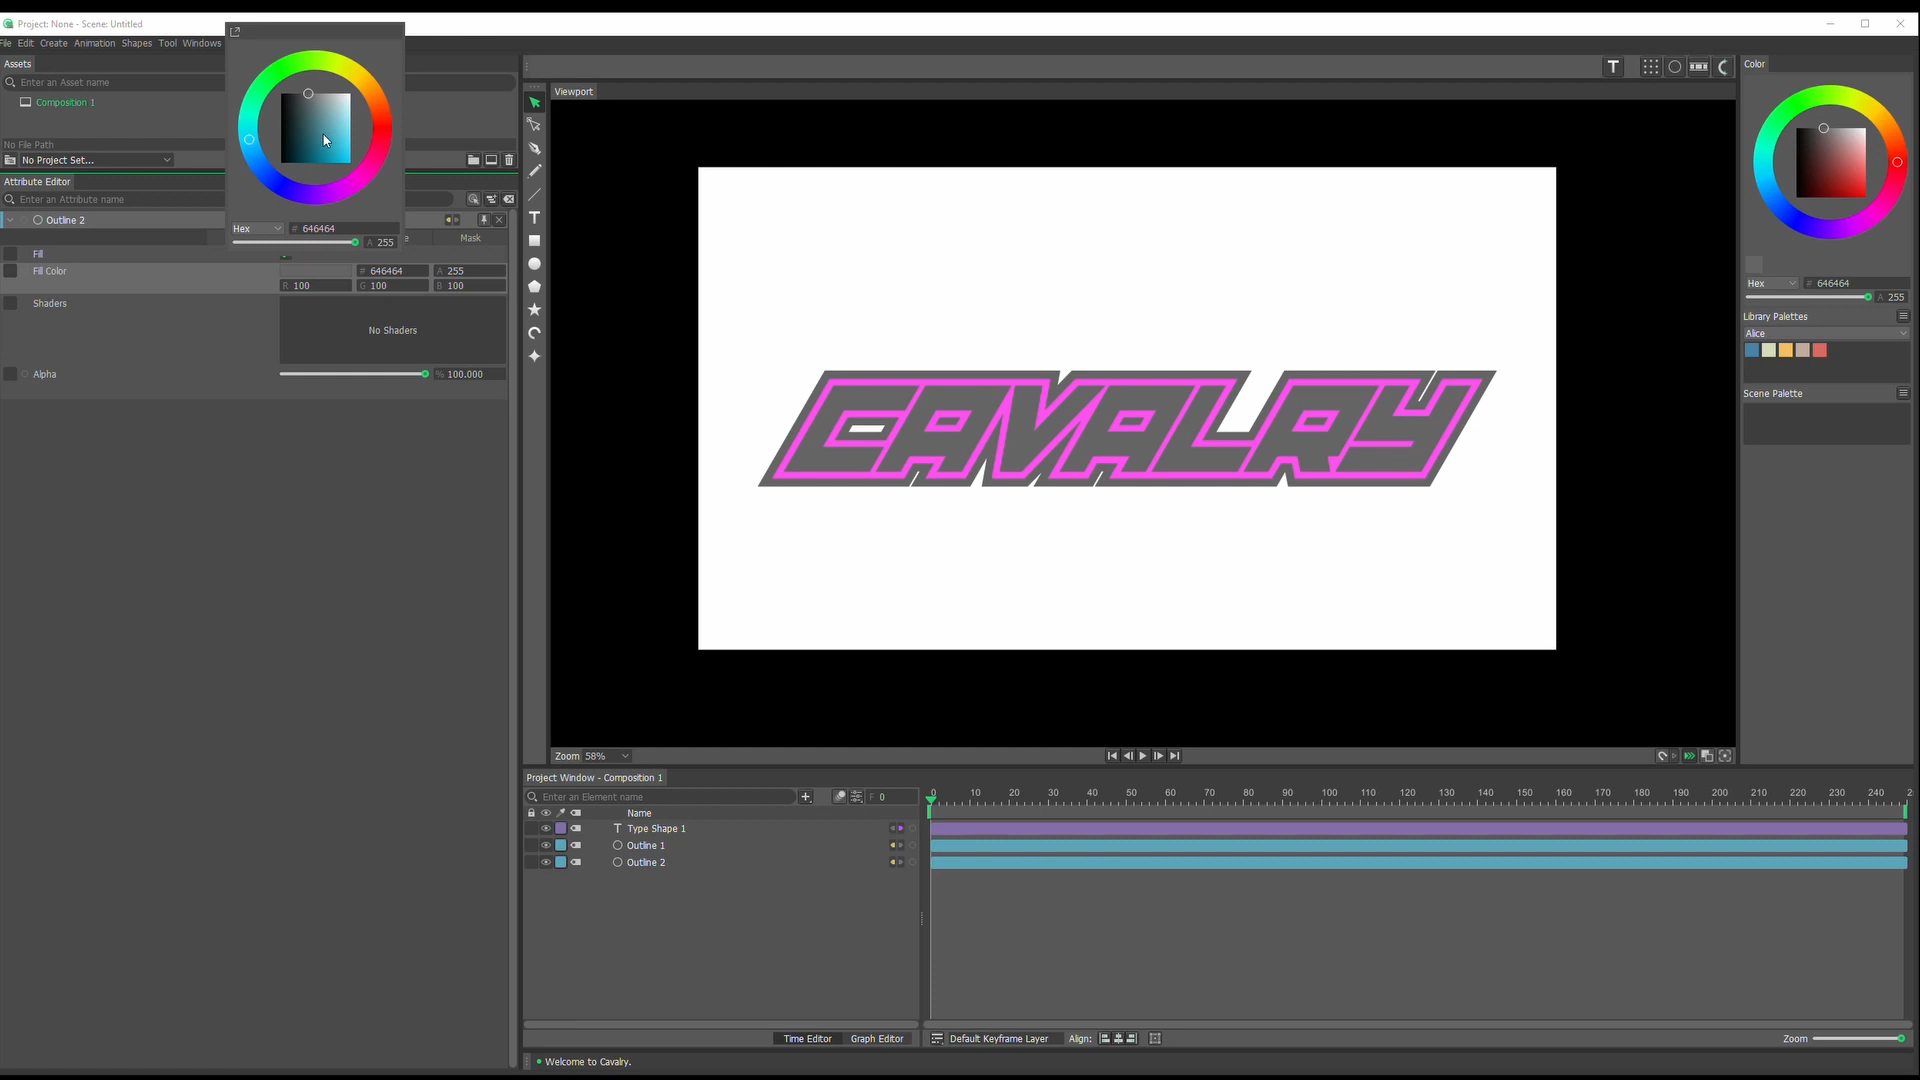 Project: None - Scene: Untitled
File Edit Create Animation Shapes Tool Windows
Assets
Enter an Asset name
Composition 1
No File Path
No Project Set...
Attribute Editor
Enter an Attribute name
Outline 2
Mask
Fill
Fill Color
# 646464
A 255
R 100
G 100
B 100
Shaders
No Shaders
Alpha
% 100.000
Hex
# 646464
A 255
T
Viewport
T
CAVALRY
Zoom 58%
Color
Hex
# 646464
A 255
Library Palettes
Alice
Scene Palette
Project Window - Composition 1
Enter an Element name
F 0
0 10 20 30 40 50 60 70 80 90 100 110 120 130 140 150 160 170 180 190 200 210 220 230 240 2
Name
T Type Shape 1
Outline 1
Outline 2
Time Editor Graph Editor
Default Keyframe Layer Align:
Zoom
Welcome to Cavalry.